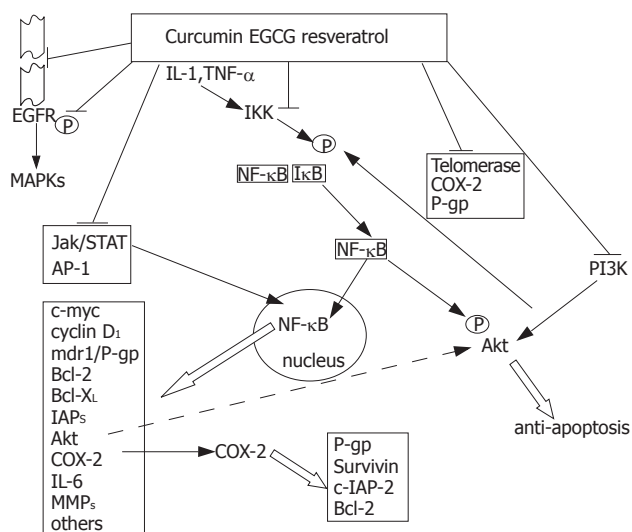 Curcumin EGCG resveratrol
IL-1,TNF-α
EGFR
P
IKK
P
MAPKs
NF-κB IκB
Telomerase
COX-2
P-gp
Jak/STAT
AP-1
NF-κB
PI3K
c-myc
cyclin D1
mdr1/P-gp
Bcl-2
Bcl-XL
IAPs
Akt
COX-2
IL-6
MMPs
others
NF-κB
nucleus
P
Akt
anti-apoptosis
COX-2
P-gp
Survivin
c-IAP-2
Bcl-2